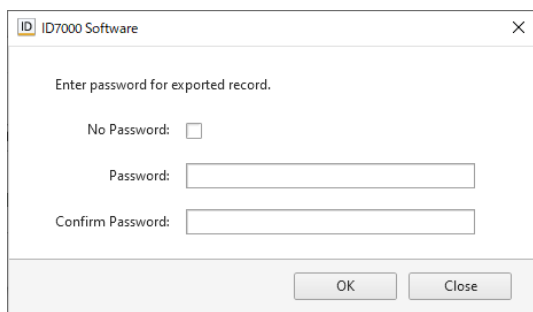 ID ID7000 Software
Enter password for exported record.
No Password:
Password:
Confirm Password:
OK Close